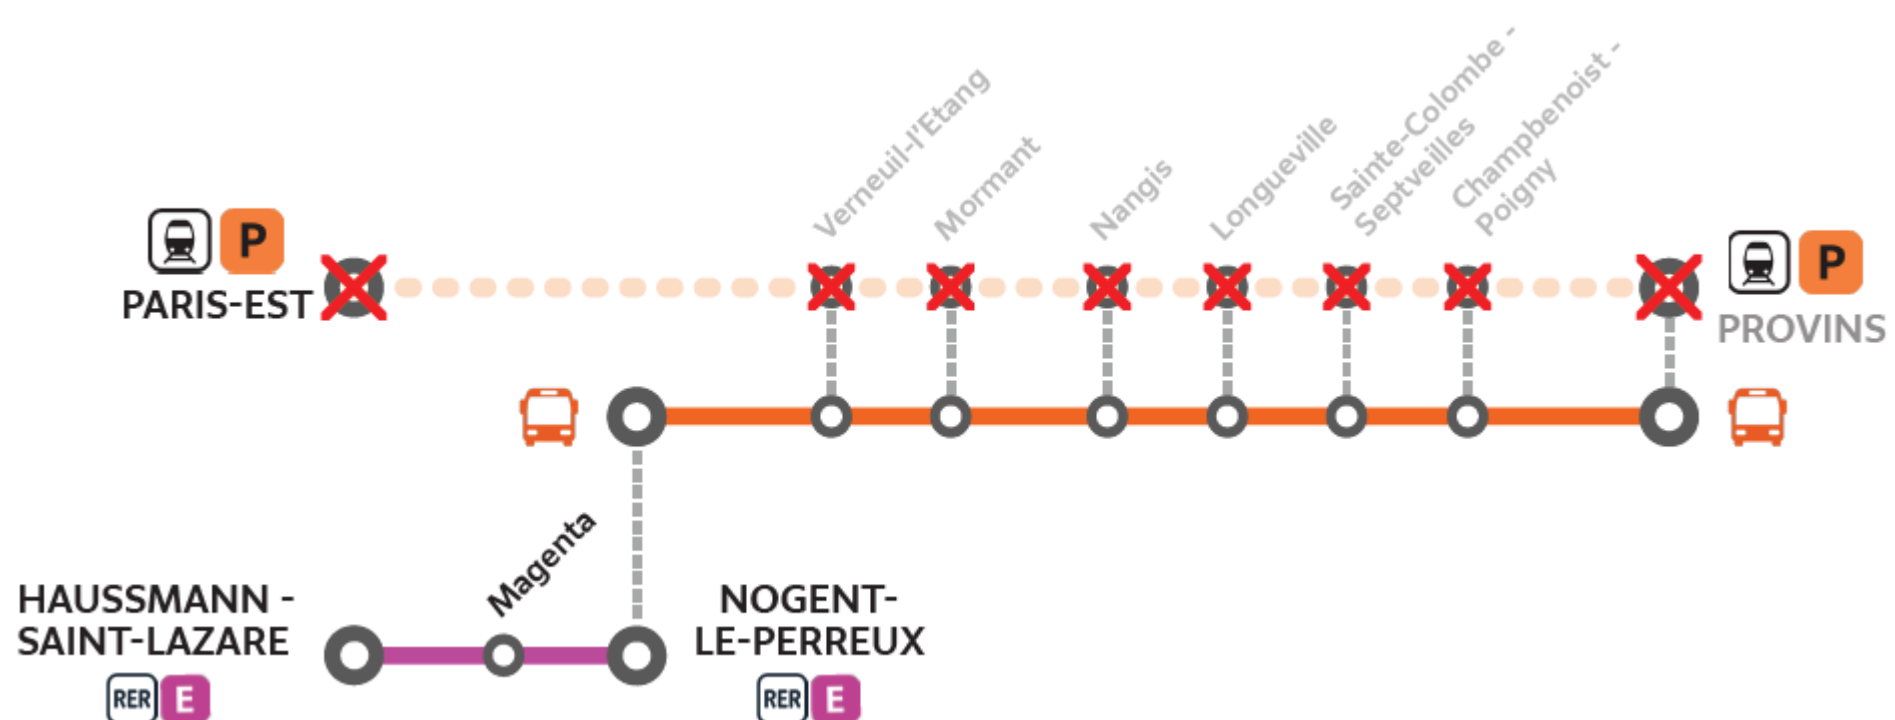 Verneuil-l'Etang
Mormant
Nangis
Longueville
Sainte-Colombe -
Septveilles
Champbenoist -
Poigny
P
PARIS-EST
P
PROVINS
Magenta
HAUSSMANN -
SAINT-LAZARE
RER E
NOGENT-
LE-PERREUX
RER E